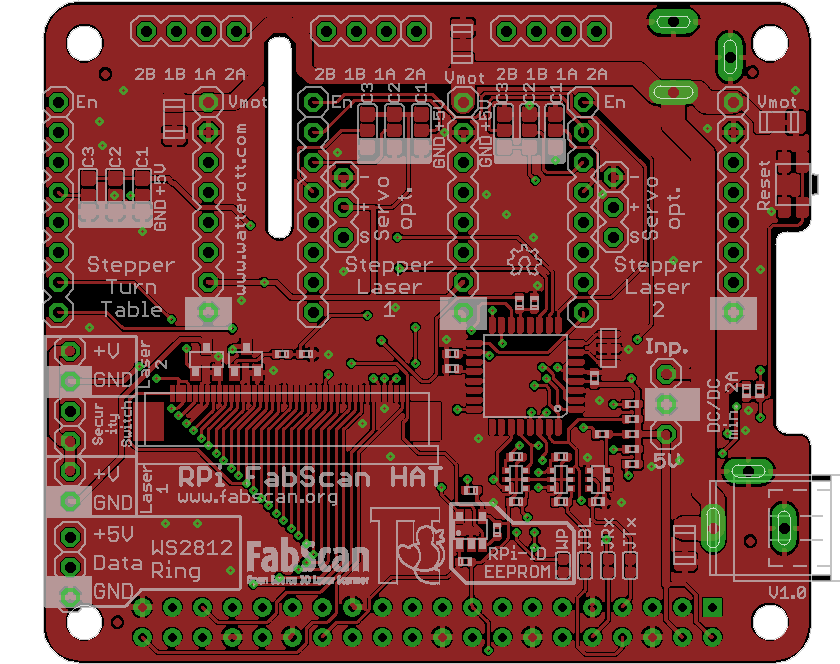 2B 1B 1A 2A
2B 1B 1A 2A
2B 1B 1A 2A
En
Vmot
En
Vmot
En
Vmot
C3
C2
C1
GND
+5V
www.watterott.com
C3
C2
C1
GND
+5V
C3
C2
C1
GND
+5V
-
+
S
Servo
opt.
-
+
S
Servo
opt.
Reset
Stepper
Turn
Table
Stepper
Laser
1
Stepper
Laser
2
+V
GND
Laser
2
Secur
ity
Switch
+V
GND
Laser
1
Inp.
5V
DC/DC
min. 2A
RPi FabScan HAT
www.fabscan.org
+5V
Data
GND
WS2812
Ring
FabScan
Open Source 3D Laser Scanner
RPi-ID
EEPROM
WP
JBL
JRx
JTx
V1.0